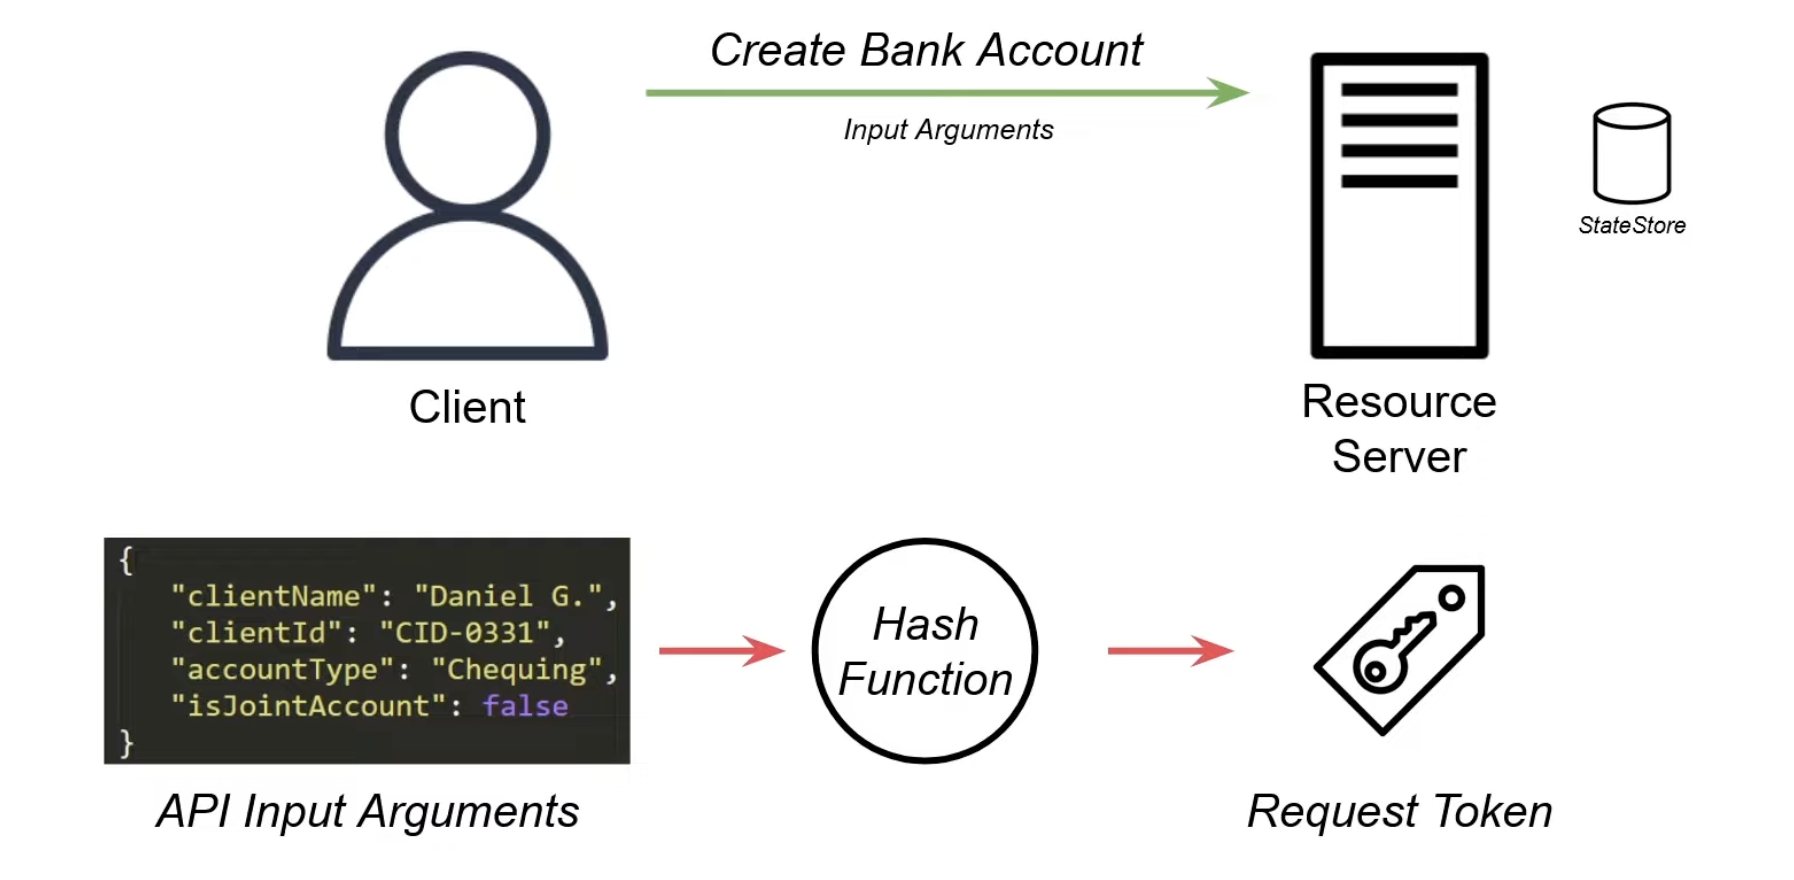 Create Bank Account
Input Arguments
StateStore
Client
Resource
Server
{
"clientName": "Daniel G.",
"clientId": "CID-0331",
"accountType": "Chequing",
"isJointAccount": false
}
Hash
Function
API Input Arguments
Request Token